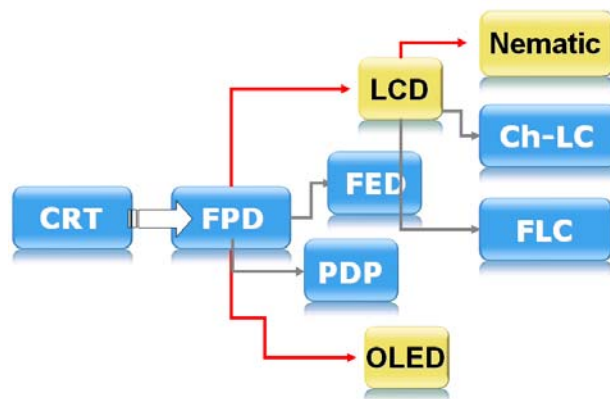 Nematic
LCD
Ch-LC
FED
CRT
FPD
FLC
PDP
OLED